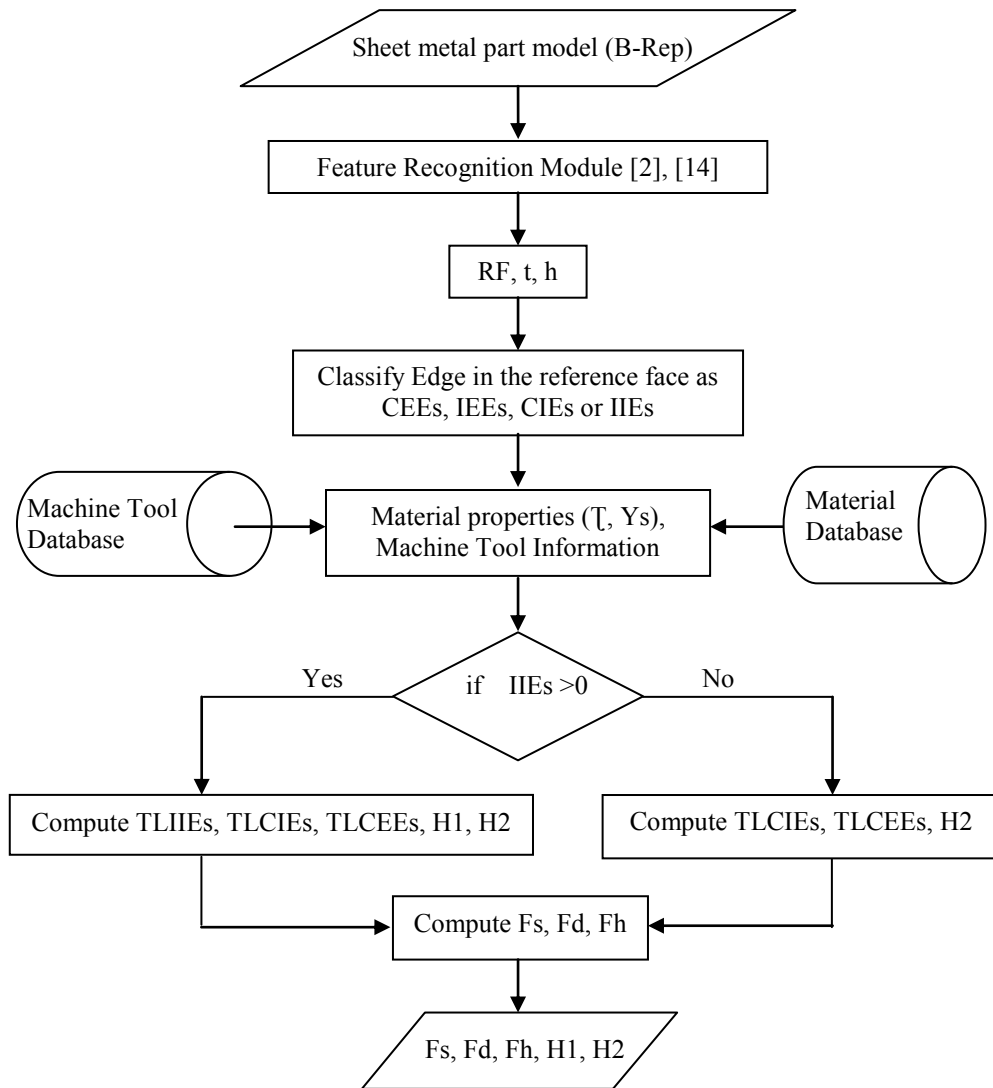 Sheet metal part model (B-Rep)
Feature Recognition Module [2], [14]
RF, t, h
Classify Edge in the reference face as
CEEs, IEEs, CIEs or IIEs
Machine Tool
Database
Material properties (Ʈ, Ys),
Machine Tool Information
Material
Database
Yes
if IIEs >0
No
Compute TLIIEs, TLCIEs, TLCEEs, H1, H2
Compute TLCIEs, TLCEEs, H2
Compute Fs, Fd, Fh
Fs, Fd, Fh, H1, H2